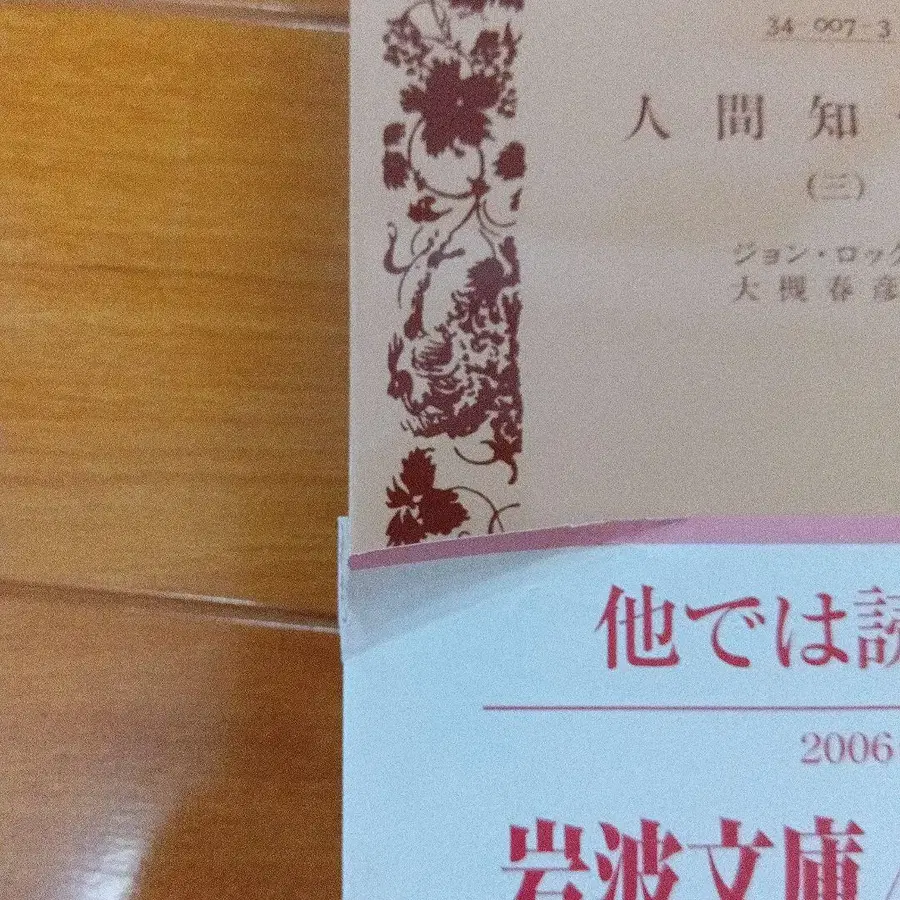 34-007-3
人間知
(三)
ジョン・ロック
大槻春彦
他では読
2006
岩波文庫